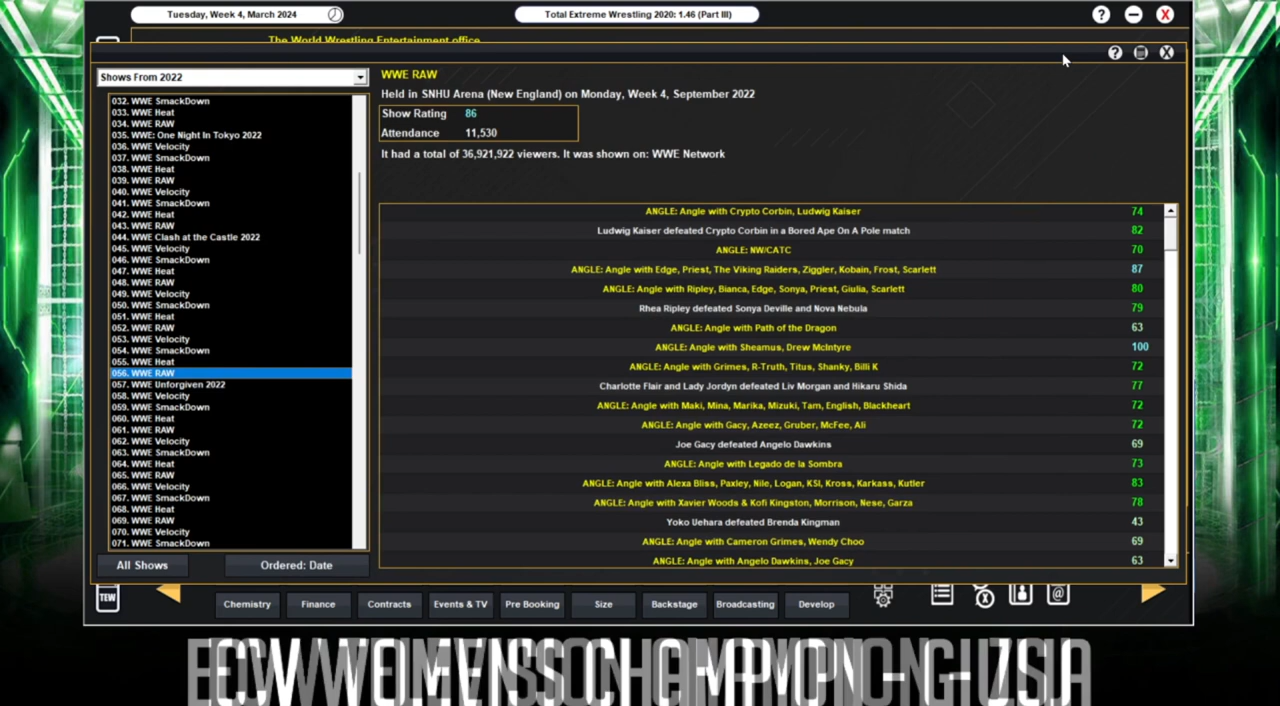 Tuesday, Week 4, March 2024
Total Extreme Wrestling 2020: 1.46 (Part III)
?
X
The World Wrestling Entertainment office
? X
Shows From 2022
032. WWE SmackDown
033. WWE Heat
034. WWE RAW
035. WWE: One Night In Tokyo 2022
036. WWE Velocity
037. WWE SmackDown
038. WWE Heat
039. WWE RAW
040. WWE Velocity
041. WWE SmackDown
042. WWE Heat
043. WWE RAW
044. WWE Clash at the Castle 2022
045. WWE Velocity
046. WWE SmackDown
047. WWE Heat
048. WWE RAW
049. WWE Velocity
050. WWE SmackDown
051. WWE Heat
052. WWE RAW
053. WWE Velocity
054. WWE SmackDown
055. WWE Heat
056. WWE RAW
057. WWE Unforgiven 2022
058. WWE Velocity
059. WWE SmackDown
060. WWE Heat
061. WWE RAW
062. WWE Velocity
063. WWE SmackDown
064. WWE Heat
065. WWE RAW
066. WWE Velocity
067. WWE SmackDown
068. WWE Heat
069. WWE RAW
070. WWE Velocity
071. WWE SmackDown
All Shows
Ordered: Date
WWE RAW
Held in SNHU Arena (New England) on Monday, Week 4, September 2022
Show Rating 86
Attendance 11,530
It had a total of 36,921,922 viewers. It was shown on: WWE Network
ANGLE: Angle with Crypto Corbin, Ludwig Kaiser 74
Ludwig Kaiser defeated Crypto Corbin in a Bored Ape On A Pole match 82
ANGLE: NW/CATC 70
ANGLE: Angle with Edge, Priest, The Viking Raiders, Ziggler, Kobain, Frost, Scarlett 87
ANGLE: Angle with Ripley, Bianca, Edge, Sonya, Priest, Giulia, Scarlett 80
Rhea Ripley defeated Sonya Deville and Nova Nebula 79
ANGLE: Angle with Path of the Dragon 63
ANGLE: Angle with Sheamus, Drew McIntyre 100
ANGLE: Angle with Grimes, R-Truth, Titus, Shanky, Billi K 72
Charlotte Flair and Lady Jordyn defeated Liv Morgan and Hikaru Shida 77
ANGLE: Angle with Maki, Mina, Marika, Mizuki, Tam, English, Blackheart 72
ANGLE: Angle with Gacy, Azeez, Gruber, McFee, Ali 72
Joe Gacy defeated Angelo Dawkins 69
ANGLE: Angle with Legado de la Sombra 73
ANGLE: Angle with Alexa Bliss, Paxley, Nile, Logan, KSI, Kross, Karkass, Kutler 83
ANGLE: Angle with Xavier Woods & Kofi Kingston, Morrison, Nese, Garza 78
Yoko Uehara defeated Brenda Kingman 43
ANGLE: Angle with Cameron Grimes, Wendy Choo 69
ANGLE: Angle with Angelo Dawkins, Joe Gacy 63
TEW
Chemistry
Finance
Contracts
Events & TV
Pre Booking
Size
Backstage
Broadcasting
Develop